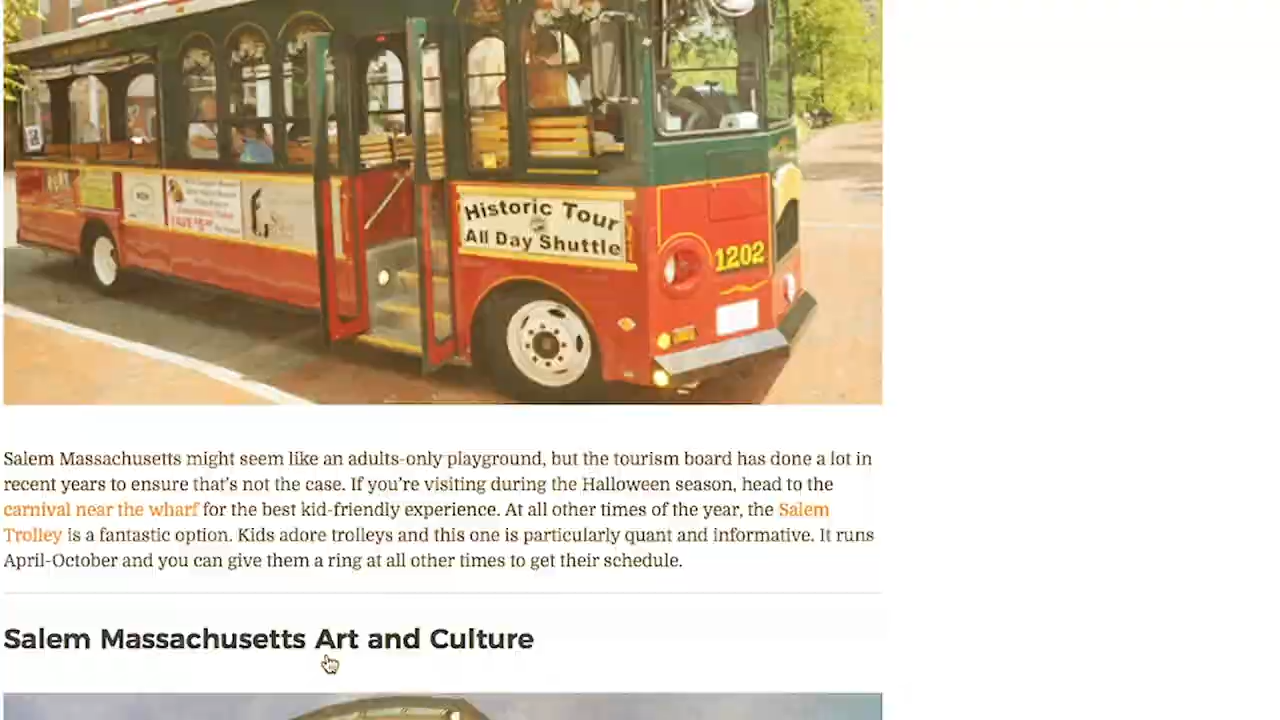 Historic Tour
All Day Shuttle
1202
Salem Massachusetts might seem like an adults-only playground, but the tourism board has done a lot in
recent years to ensure that's not the case. If you're visiting during the Halloween season, head to the
carnival near the wharf for the best kid-friendly experience. At all other times of the year, the Salem
Trolley is a fantastic option. Kids adore trolleys and this one is particularly quant and informative. It runs
April-October and you can give them a ring at all other times to get their schedule.
Salem Massachusetts Art and Culture